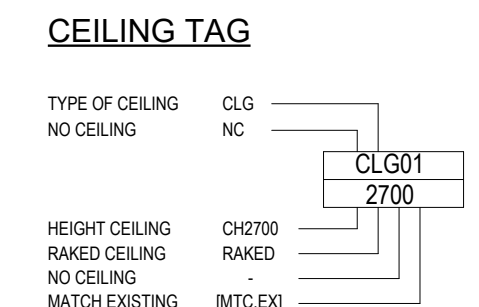 CEILING TAG
TYPE OF CEILING CLG
NO CEILING NC
CLG01
2700
HEIGHT CEILING CH2700
RAKED CEILING RAKED
NO CEILING -
MATCH EXISTING [MTC.EX]